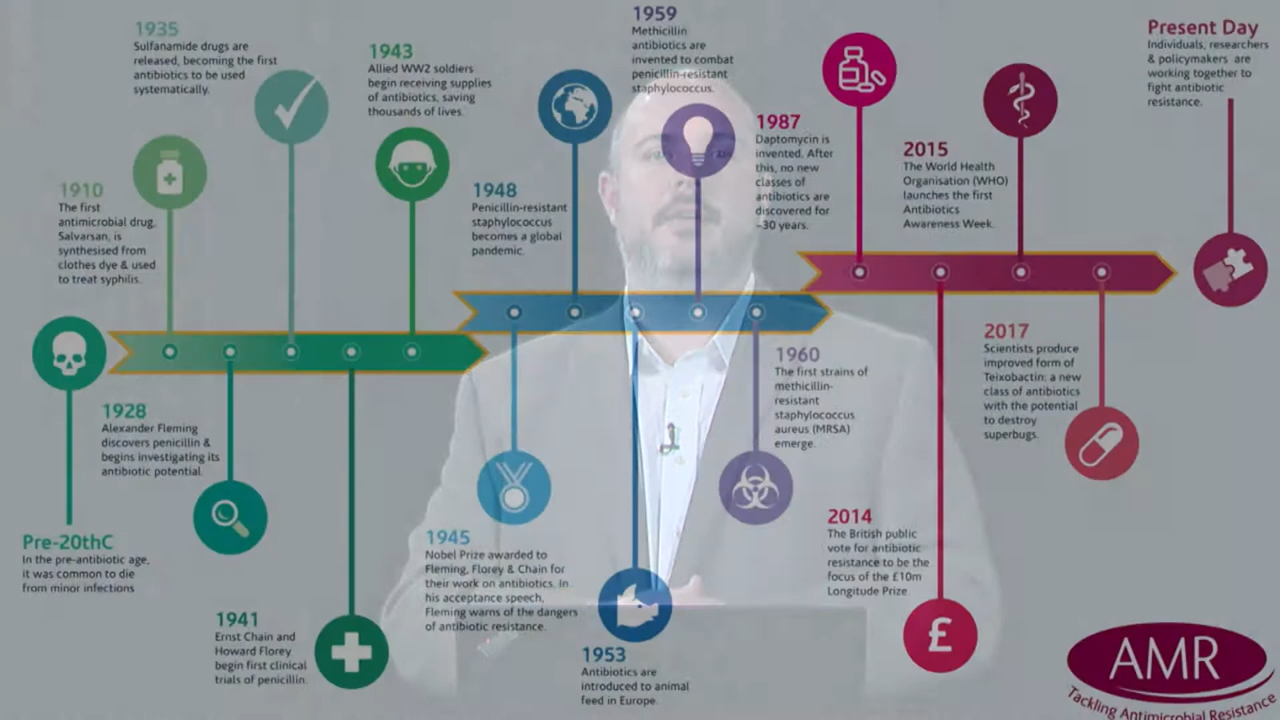 1935
Sulfanamide drugs are
released, becoming the first
antibiotics to be used
systematically.
1943
Allied WW2 soldiers
begin receiving supplies
of antibiotics, saving
thousands of lives.
1959
Methicillin
antibiotics are
invented to combat
penicillin-resistant
staphylococcus.
Present Day
Individuals, researchers
& policymakers are
working together to
fight antibiotic
resistance.
1910
The first
antimicrobial drug,
Salvarsan, is
synthesised from
clothes dye & used
to treat syphilis.
1948
Penicillin-resistant
staphylococcus
becomes a global
pandemic.
1987
Daptomycin is
invented. After
this, no new
classes of
antibiotics are
discovered for
~30 years.
2015
The World Health
Organisation (WHO)
launches the first
Antibiotics
Awareness Week.
1928
Alexander Fleming
discovers penicillin &
begins investigating its
antibiotic potential.
1960
The first strains of
methicillin-
resistant
staphylococcus
aureus (MRSA)
emerge.
2017
Scientists produce
improved form of
Teixobactin: a new
class of antibiotics
with the potential
to destroy
superbugs.
Pre-20thC
In the pre-antibiotic age,
it was common to die
from minor infections
1941
Ernst Chain and
Howard Florey
begin first clinical
trials of penicillin.
1945
Nobel Prize awarded to
Fleming, Florey & Chain for
their work on antibiotics. In
his acceptance speech,
Fleming warns of the dangers
of antibiotic resistance.
1953
Antibiotics are
introduced to animal
feed in Europe.
2014
The British public
vote for antibiotic
resistance to be the
focus of the £10m
Longitude Prize.
£
AMR
Tackling Antimicrobial Resistance